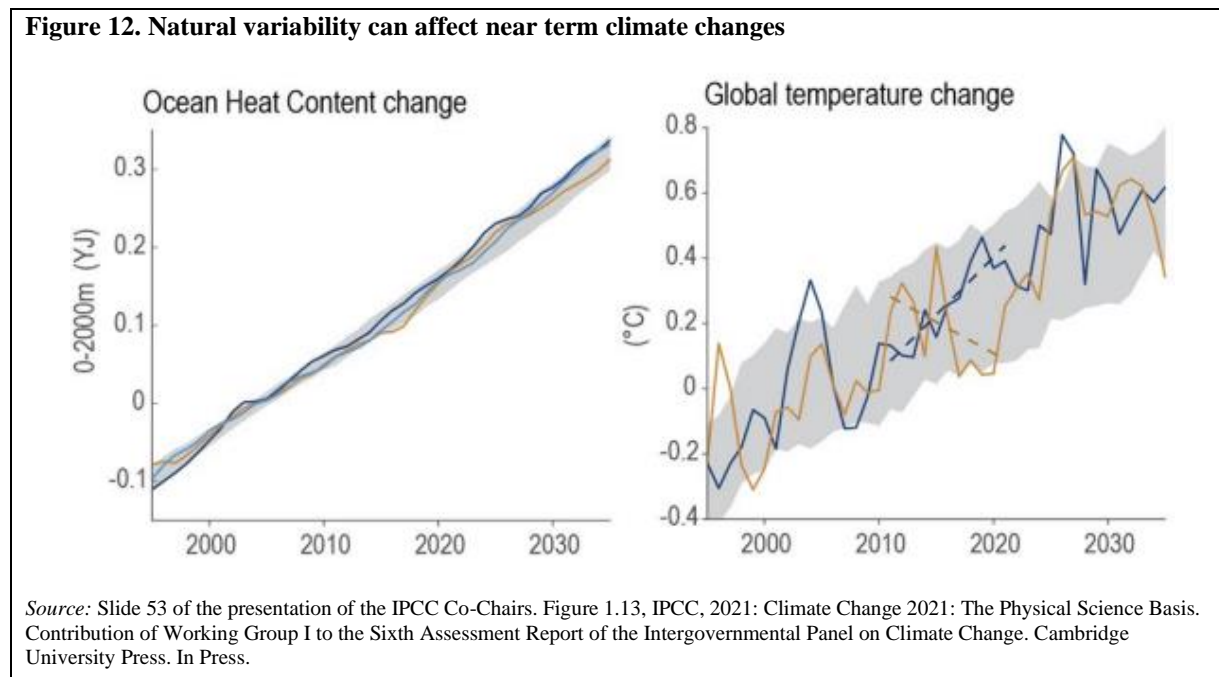 Figure 12. Natural variability can affect near term climate changes
Ocean Heat Content change
0-2000m (YJ)
0.3
0.2
0.1
0
-0.1
2000 2010 2020 2030
Global temperature change
(°C)
0.8
0.6
0.4
0.2
0
-0.2
-0.4
2000 2010 2020 2030
Source: Slide 53 of the presentation of the IPCC Co-Chairs. Figure 1.13, IPCC, 2021: Climate Change 2021: The Physical Science Basis.
Contribution of Working Group I to the Sixth Assessment Report of the Intergovernmental Panel on Climate Change. Cambridge
University Press. In Press.